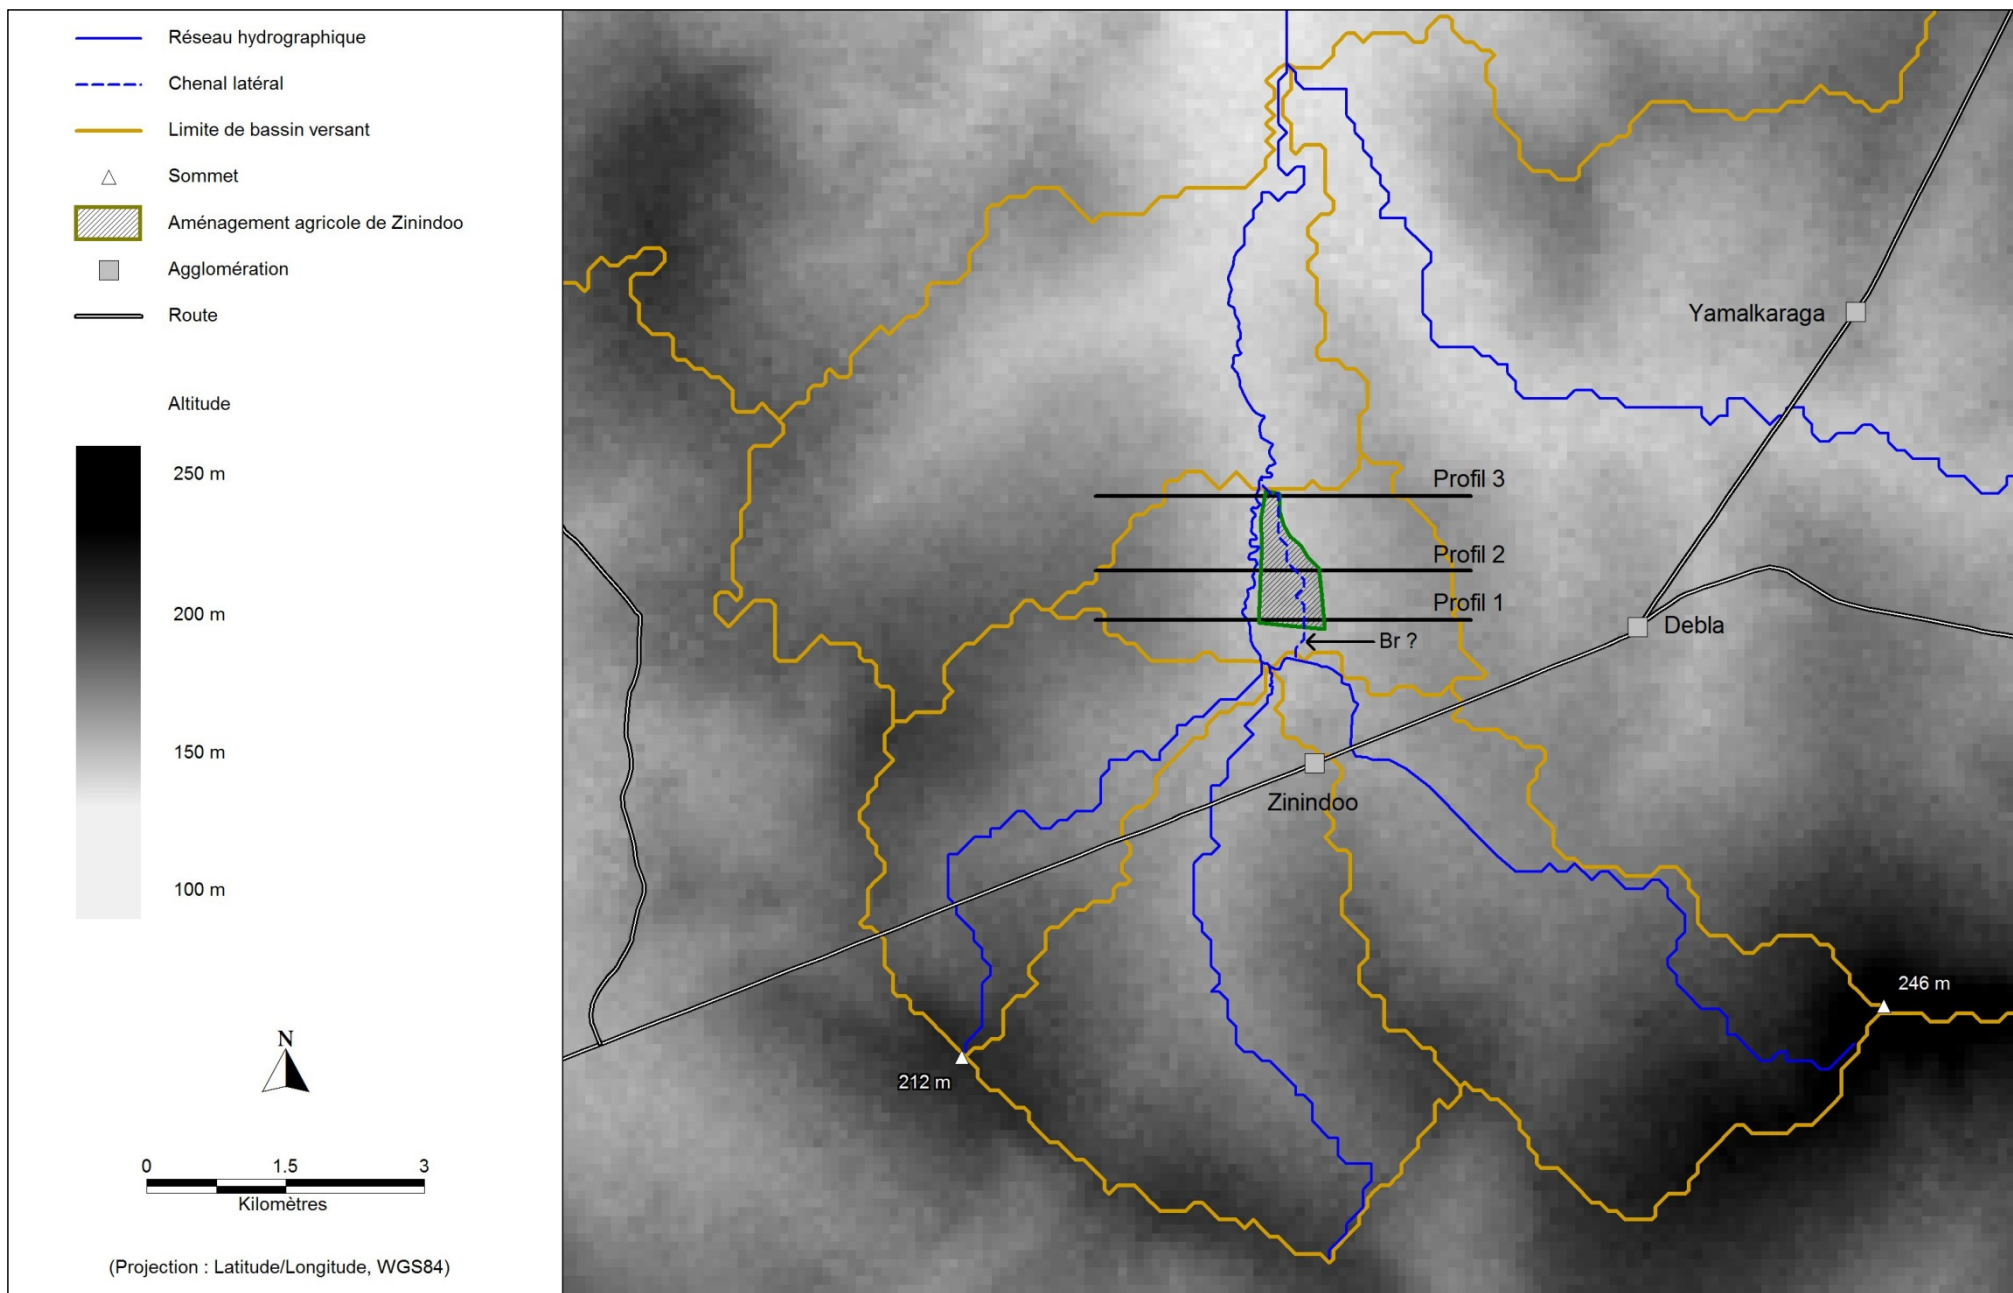 Réseau hydrographique
Chenal latéral
Limite de bassin versant
Sommet
Aménagement agricole de Zinindoo
Agglomération
Route
Altitude
250 m
200 m
150 m
100 m
N
0 1.5 3
Kilomètres
(Projection : Latitude/Longitude, WGS84)
Yamalkaraga
Profil 3
Profil 2
Profil 1
Br ?
Debla
Zinindoo
246 m
212 m